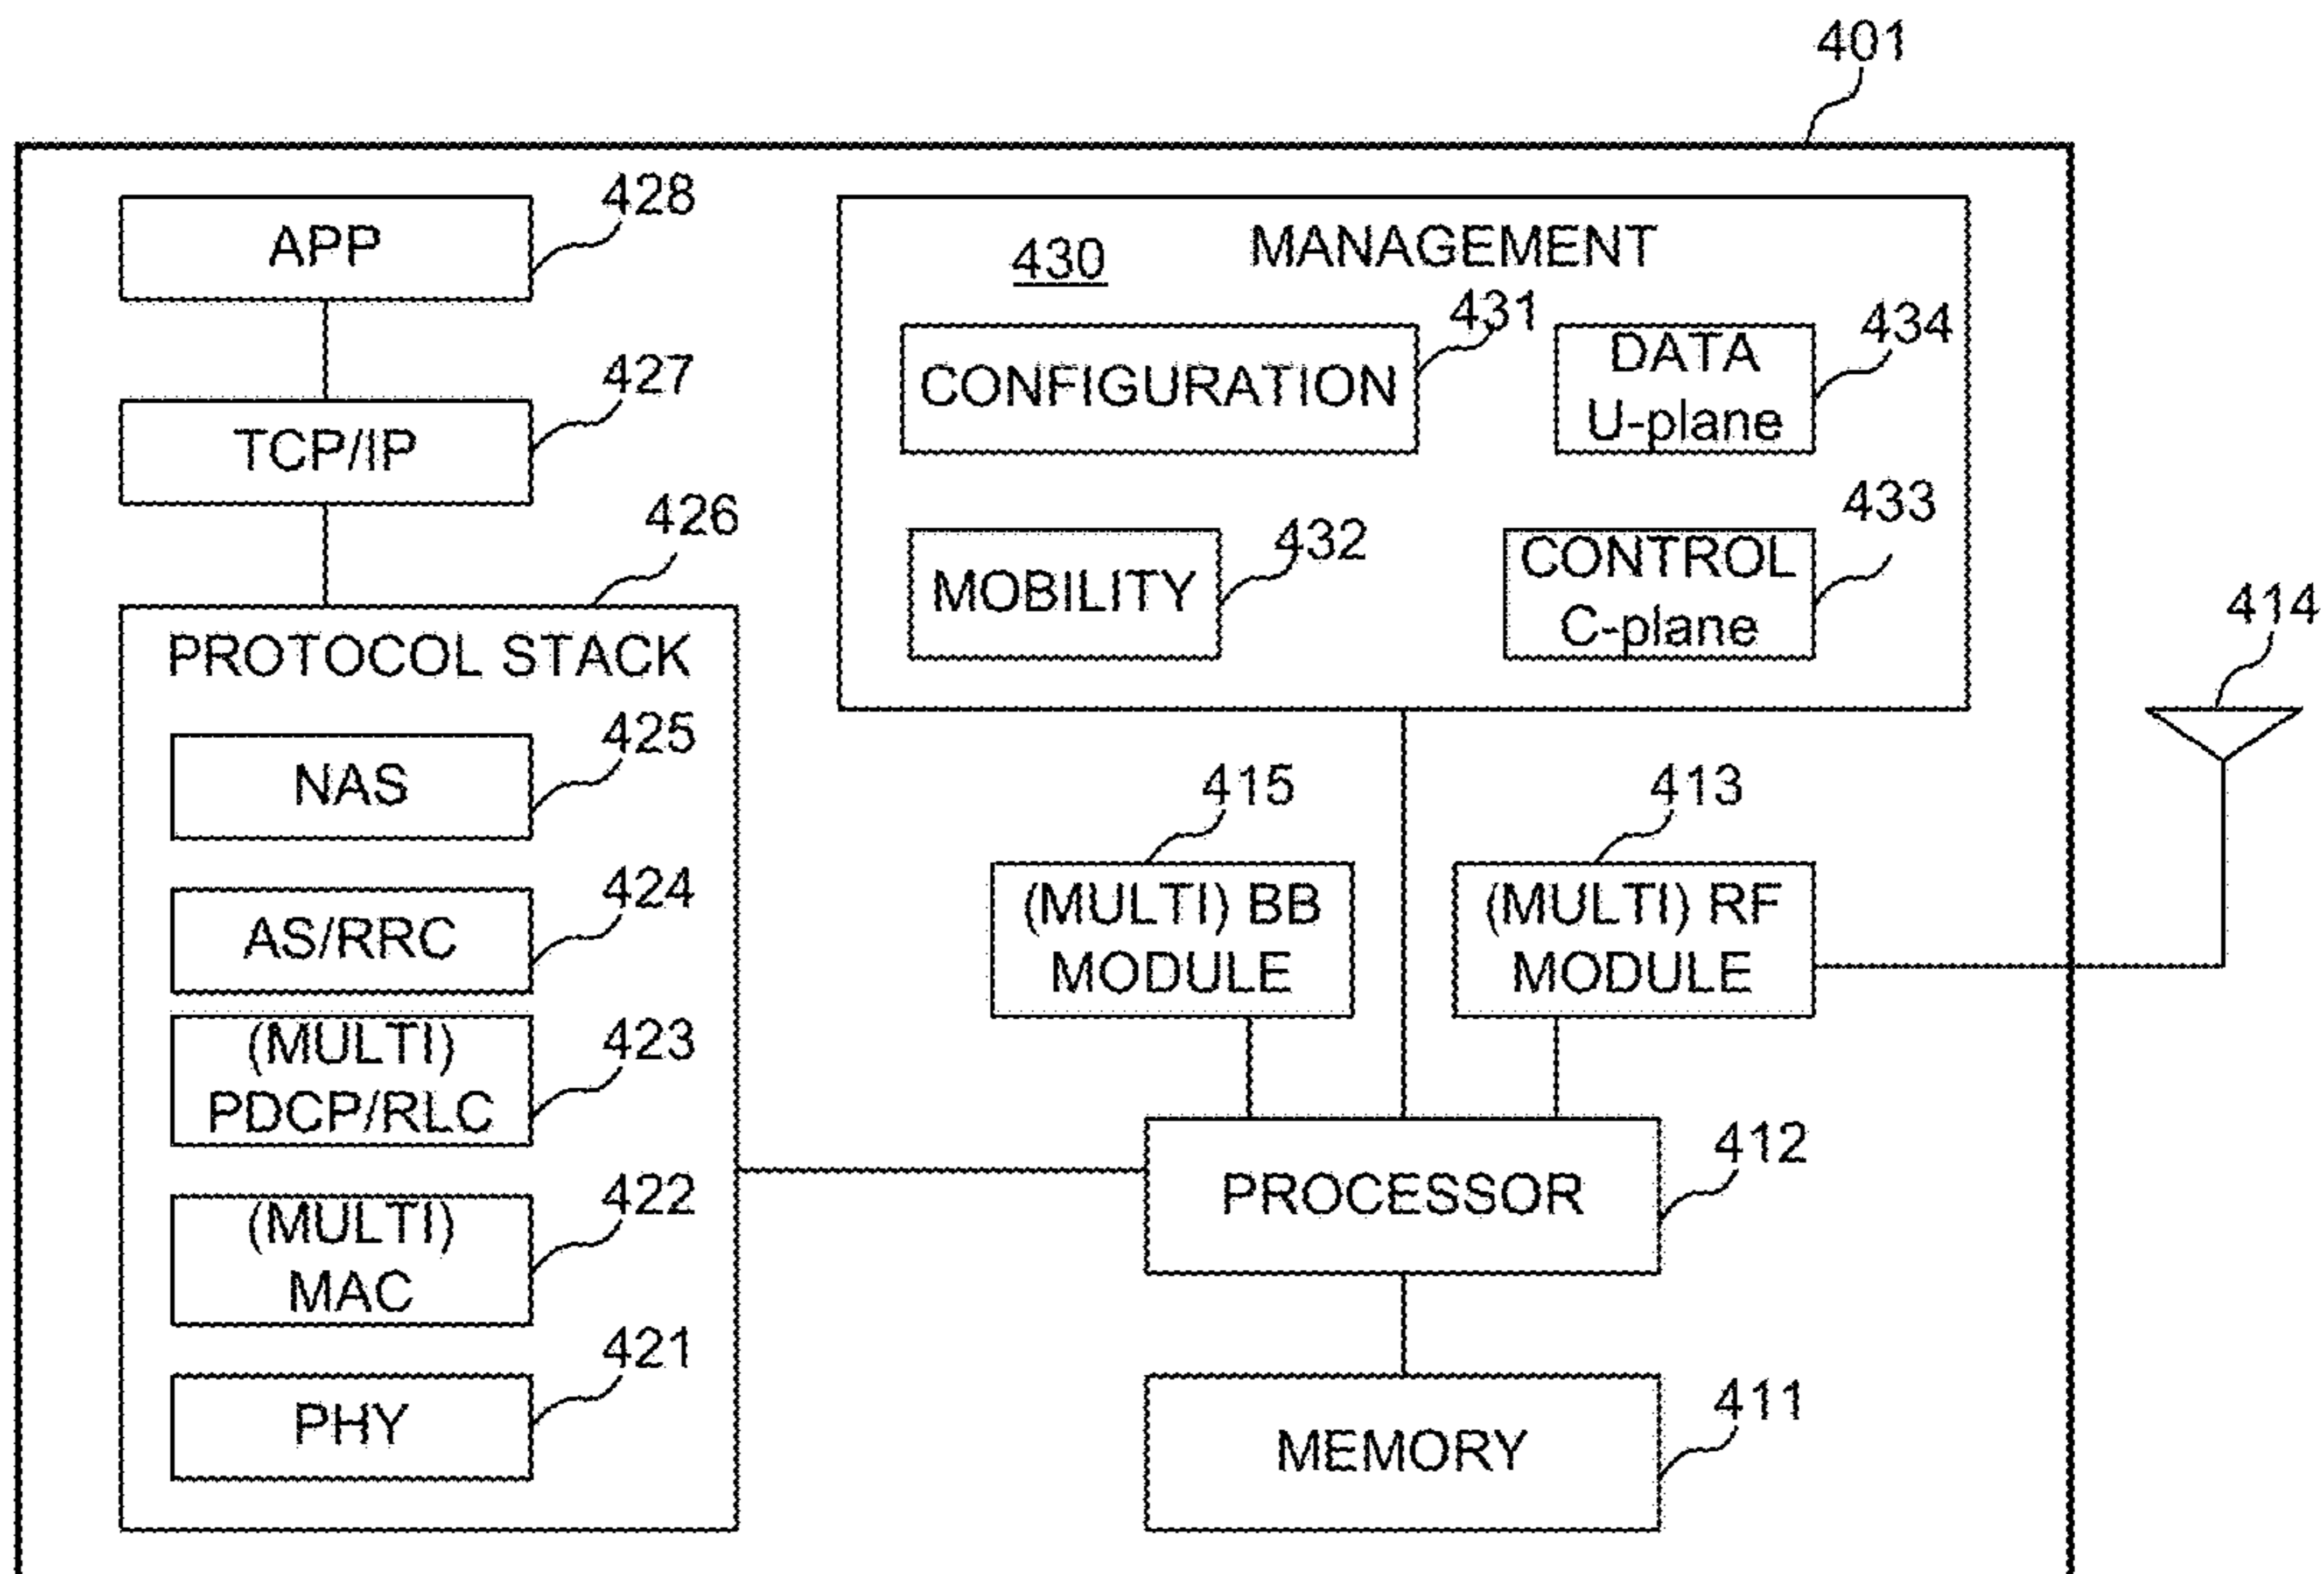 401
APP
428
TCP/IP
427
426
PROTOCOL STACK
NAS
425
AS/RRC
424
(MULTI)
PDCP/RLC
423
(MULTI)
MAC
422
PHY
421
430
MANAGEMENT
CONFIGURATION
431
DATA
U-plane
434
MOBILITY
432
CONTROL
C-plane
433
414
415
(MULTI) BB
MODULE
413
(MULTI) RF
MODULE
PROCESSOR
412
MEMORY
411